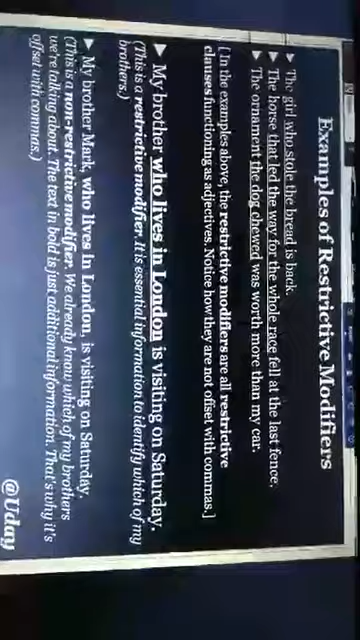 Examples of Restrictive Modifiers
► The girl who stole the bread is back.
► The horse that led the way for the whole race fell at the last fence.
► The ornament the dog chewed was worth more than my car.
[In the examples above, the restrictive modifiers are all restrictive
clauses functioning as adjectives. Notice how they are not offset with commas.]
► My brother who lives in London is visiting on Saturday.
(This is a restrictive modifier. It is essential information to identify which of my
brothers.)
► My brother Mark, who lives in London, is visiting on Saturday.
(This is a non-restrictive modifier. We already know which of my brothers
we're talking about. The text in bold is just additional information. That's why it's
offset with commas.)
@Uday